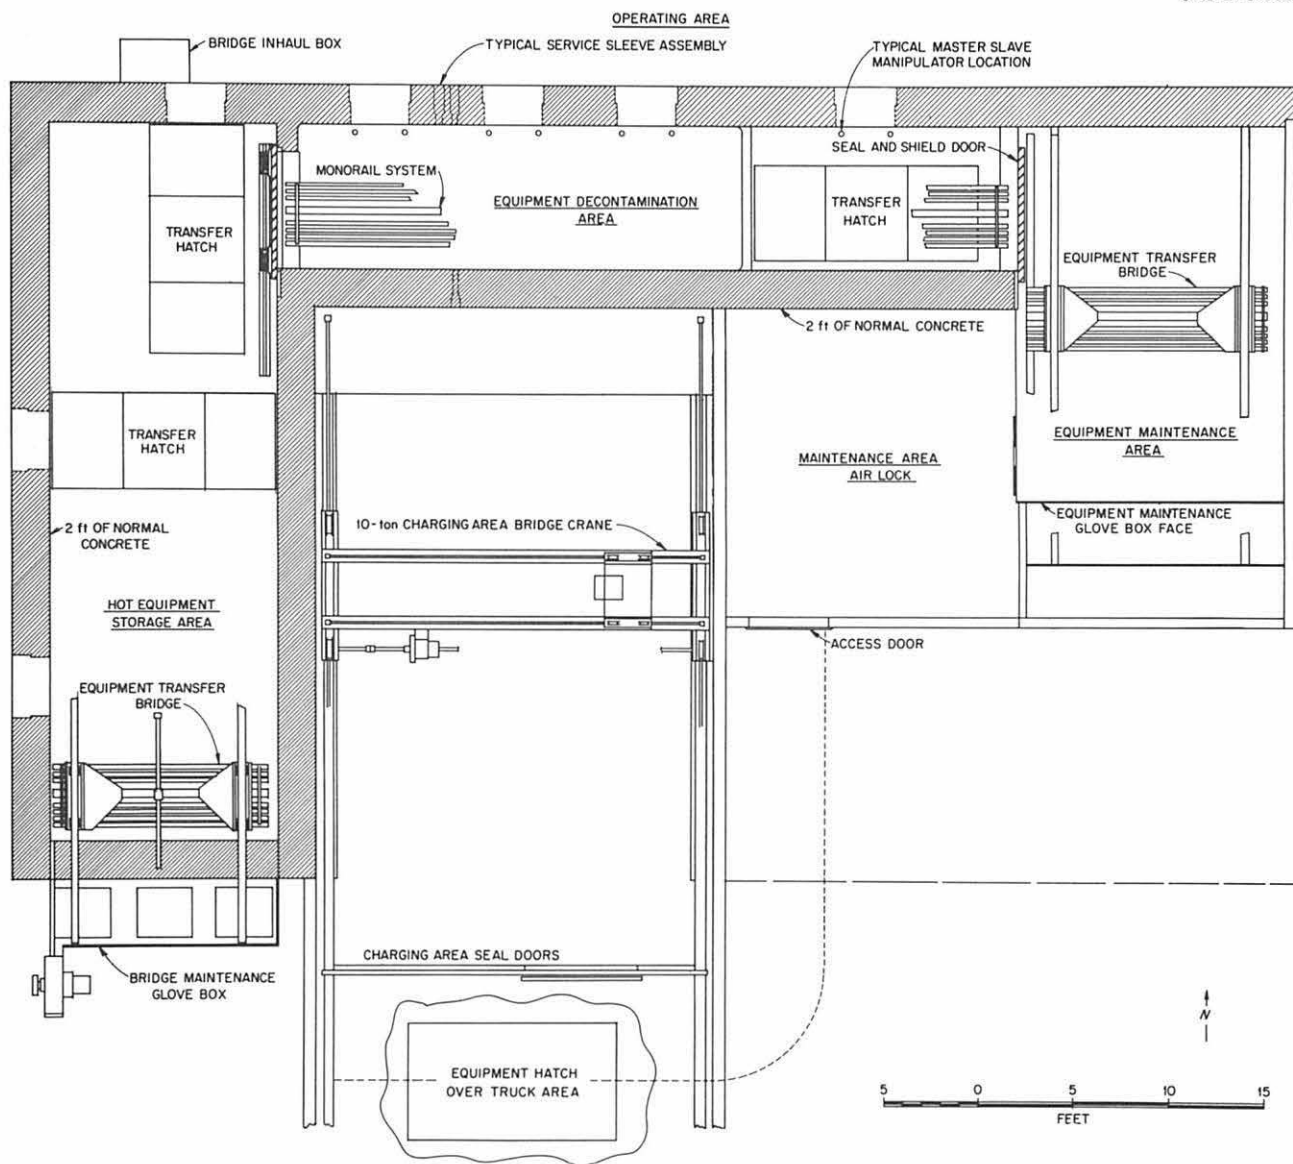 OPERATING AREA
BRIDGE INHAUL BOX
TYPICAL SERVICE SLEEVE ASSEMBLY
TYPICAL MASTER SLAVE
MANIPULATOR LOCATION
SEAL AND SHIELD DOOR
MONORAIL SYSTEM
EQUIPMENT DECONTAMINATION
AREA
TRANSFER
HATCH
TRANSFER
HATCH
EQUIPMENT TRANSFER
BRIDGE
2 ft OF NORMAL CONCRETE
TRANSFER
HATCH
MAINTENANCE AREA
AIR LOCK
EQUIPMENT MAINTENANCE
AREA
2 ft OF NORMAL
CONCRETE
10-ton CHARGING AREA BRIDGE CRANE
EQUIPMENT MAINTENANCE
GLOVE BOX FACE
HOT EQUIPMENT
STORAGE AREA
ACCESS DOOR
EQUIPMENT TRANSFER
BRIDGE
CHARGING AREA SEAL DOORS
BRIDGE MAINTENANCE
GLOVE BOX
N
EQUIPMENT HATCH
OVER TRUCK AREA
5 0 5 10 15
FEET